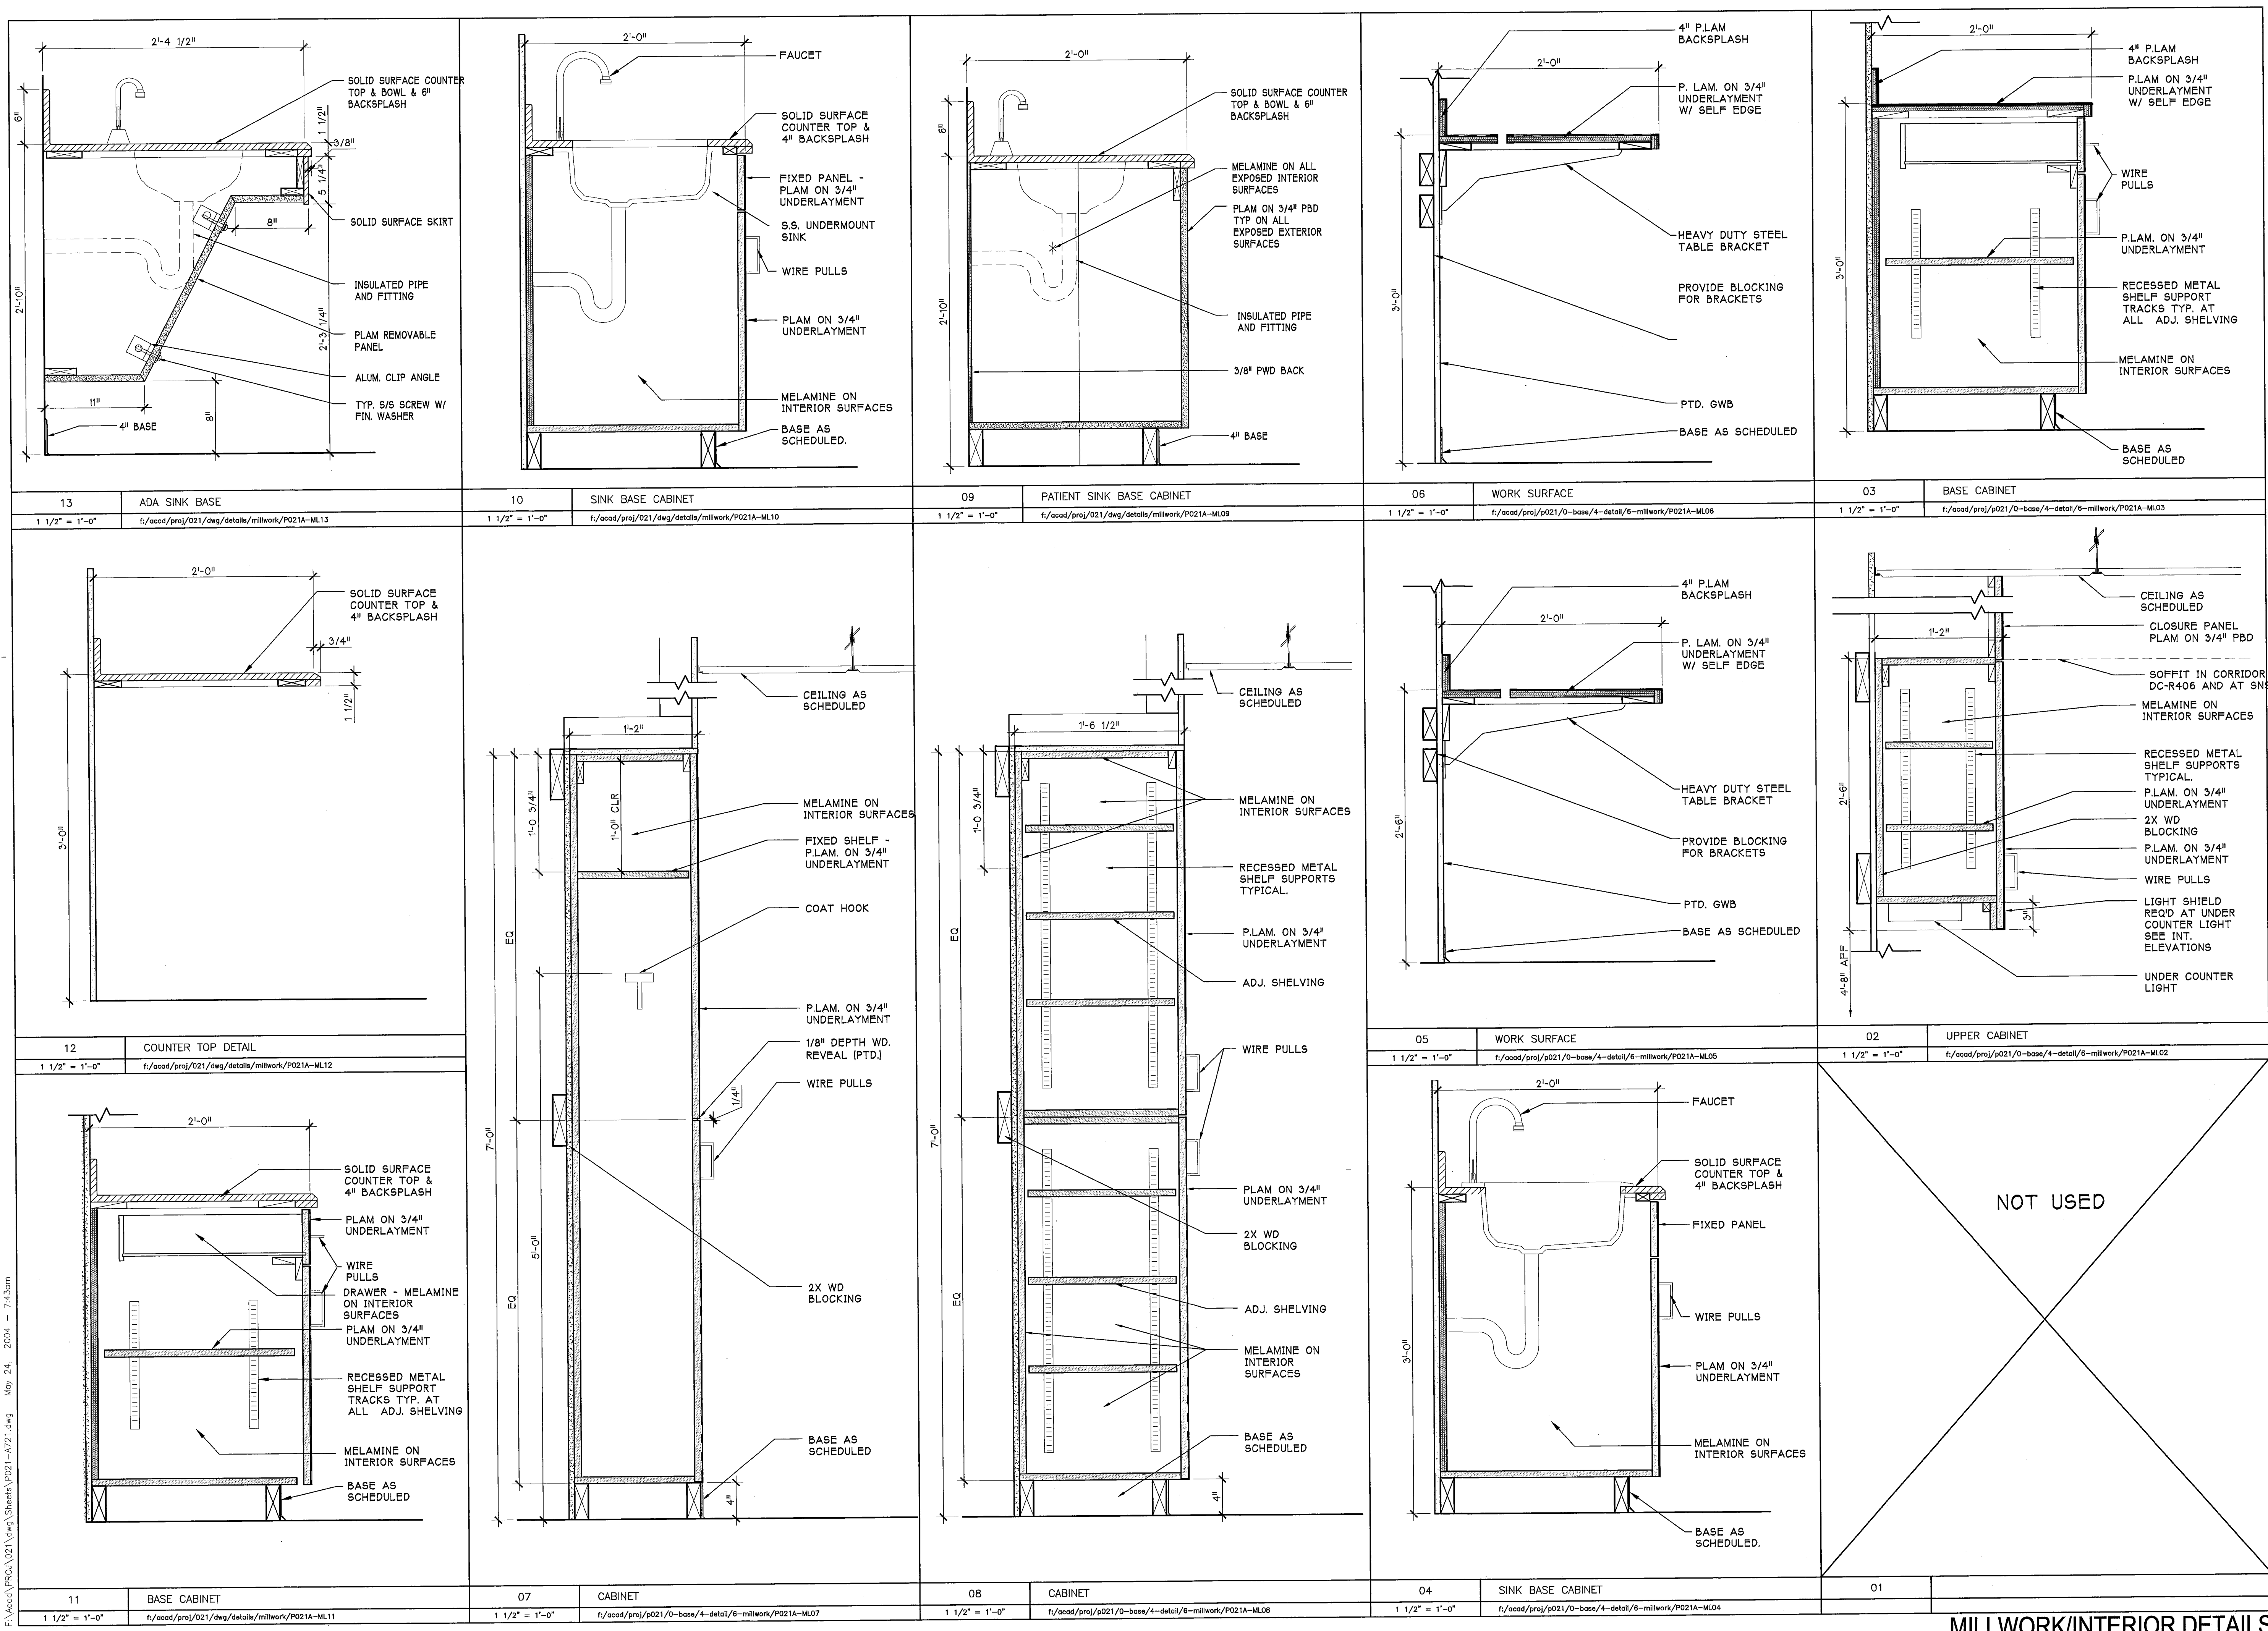 2'-4 1/2"
SOLID SURFACE COUNTER
TOP & BOWL & 6"
BACKSPLASH
6"
1 1/2"
3/8"
5 1/4"
SOLID SURFACE SKIRT
8"
INSULATED PIPE
AND FITTING
2'-10"
2'-3 1/4"
PLAM REMOVABLE
PANEL
ALUM. CLIP ANGLE
11"
8"
TYP. S/S SCREW W/
FIN. WASHER
4" BASE
13 ADA SINK BASE
1 1/2" = 1'-0" f:/acad/proj/021/dwg/details/millwork/P021A-ML13
2'-0"
FAUCET
SOLID SURFACE
COUNTER TOP &
4" BACKSPLASH
FIXED PANEL -
PLAM ON 3/4"
UNDERLAYMENT
S.S. UNDERMOUNT
SINK
WIRE PULLS
PLAM ON 3/4"
UNDERLAYMENT
MELAMINE ON
INTERIOR SURFACES
BASE AS
SCHEDULED.
10 SINK BASE CABINET
1 1/2" = 1'-0" f:/acad/proj/021/dwg/details/millwork/P021A-ML10
2'-0"
SOLID SURFACE COUNTER
TOP & BOWL & 6"
BACKSPLASH
6"
MELAMINE ON ALL
EXPOSED INTERIOR
SURFACES
PLAM ON 3/4" PBD
TYP ON ALL
EXPOSED EXTERIOR
SURFACES
2'-10"
INSULATED PIPE
AND FITTING
3/8" PWD BACK
4" BASE
09 PATIENT SINK BASE CABINET
1 1/2" = 1'-0" f:/acad/proj/021/dwg/details/millwork/P021A-ML09
4" P.LAM
BACKSPLASH
2'-0"
P. LAM. ON 3/4"
UNDERLAYMENT
W/ SELF EDGE
HEAVY DUTY STEEL
TABLE BRACKET
3'-0"
PROVIDE BLOCKING
FOR BRACKETS
PTD. GWB
BASE AS SCHEDULED
06 WORK SURFACE
1 1/2" = 1'-0" f:/acad/proj/p021/0-base/4-detail/6-millwork/P021A-ML06
2'-0"
4" P.LAM
BACKSPLASH
P.LAM ON 3/4"
UNDERLAYMENT
W/ SELF EDGE
WIRE
PULLS
3'-0"
P.LAM. ON 3/4"
UNDERLAYMENT
RECESSED METAL
SHELF SUPPORT
TRACKS TYP. AT
ALL ADJ. SHELVING
MELAMINE ON
INTERIOR SURFACES
BASE AS
SCHEDULED
03 BASE CABINET
1 1/2" = 1'-0" f:/acad/proj/p021/0-base/4-detail/6-millwork/P021A-ML03
2'-0"
SOLID SURFACE
COUNTER TOP &
4" BACKSPLASH
3/4"
1 1/2"
3'-0"
12 COUNTER TOP DETAIL
1 1/2" = 1'-0" f:/acad/proj/021/dwg/details/millwork/P021A-ML12
2'-0"
SOLID SURFACE
COUNTER TOP &
4" BACKSPLASH
PLAM ON 3/4"
UNDERLAYMENT
WIRE
PULLS
DRAWER - MELAMINE
ON INTERIOR
SURFACES
PLAM ON 3/4"
UNDERLAYMENT
RECESSED METAL
SHELF SUPPORT
TRACKS TYP. AT
ALL ADJ. SHELVING
MELAMINE ON
INTERIOR SURFACES
BASE AS
SCHEDULED
11 BASE CABINET
1 1/2" = 1'-0" f:/acad/proj/021/dwg/details/millwork/P021A-ML11
CEILING AS
SCHEDULED
1'-2"
1'-0 3/4"
1'-0" CLR
MELAMINE ON
INTERIOR SURFACES
FIXED SHELF -
P.LAM. ON 3/4"
UNDERLAYMENT
COAT HOOK
EQ
P.LAM. ON 3/4"
UNDERLAYMENT
1/8" DEPTH WD.
REVEAL (PTD.)
WIRE PULLS
1/4"
7'-0"
5'-0"
EQ
2X WD
BLOCKING
BASE AS
SCHEDULED
4"
07 CABINET
1 1/2" = 1'-0" f:/acad/proj/p021/0-base/4-detail/6-millwork/P021A-ML07
CEILING AS
SCHEDULED
1'-6 1/2"
1'-0 3/4"
MELAMINE ON
INTERIOR SURFACES
RECESSED METAL
SHELF SUPPORTS
TYPICAL.
EQ
P.LAM. ON 3/4"
UNDERLAYMENT
ADJ. SHELVING
WIRE PULLS
7'-0"
PLAM ON 3/4"
UNDERLAYMENT
2X WD
BLOCKING
EQ
ADJ. SHELVING
MELAMINE ON
INTERIOR
SURFACES
BASE AS
SCHEDULED
4"
08 CABINET
1 1/2" = 1'-0" f:/acad/proj/p021/0-base/4-detail/6-millwork/P021A-ML08
4" P.LAM
BACKSPLASH
2'-0"
P. LAM. ON 3/4"
UNDERLAYMENT
W/ SELF EDGE
HEAVY DUTY STEEL
TABLE BRACKET
2'-6"
PROVIDE BLOCKING
FOR BRACKETS
PTD. GWB
BASE AS SCHEDULED
05 WORK SURFACE
1 1/2" = 1'-0" f:/acad/proj/p021/0-base/4-detail/6-millwork/P021A-ML05
CEILING AS
SCHEDULED
1'-2"
CLOSURE PANEL
PLAM ON 3/4" PBD
SOFFIT IN CORRIDOR
DC-R406 AND AT
MELAMINE ON
INTERIOR SURFACES
RECESSED METAL
SHELF SUPPORTS
TYPICAL.
2'-6"
P.LAM. ON 3/4"
UNDERLAYMENT
2X WD
BLOCKING
P.LAM. ON 3/4"
UNDERLAYMENT
WIRE PULLS
LIGHT SHIELD
REQ'D AT UNDER
COUNTER LIGHT
SEE INT.
ELEVATIONS
3"
4'-8" AFF
UNDER COUNTER
LIGHT
02 UPPER CABINET
1 1/2" = 1'-0" f:/acad/proj/p021/0-base/4-detail/6-millwork/P021A-ML02
2'-0"
FAUCET
SOLID SURFACE
COUNTER TOP &
4" BACKSPLASH
FIXED PANEL
WIRE PULLS
3'-0"
PLAM ON 3/4"
UNDERLAYMENT
MELAMINE ON
INTERIOR SURFACES
BASE AS
SCHEDULED.
04 SINK BASE CABINET
1 1/2" = 1'-0" f:/acad/proj/p021/0-base/4-detail/6-millwork/P021A-ML04
NOT USED
01
MILLWORK/INTERIOR DETAILS
F:\Acad\PROJ\021\dwg\Sheets\P021-A721.dwg May 24, 2004 - 7:43am